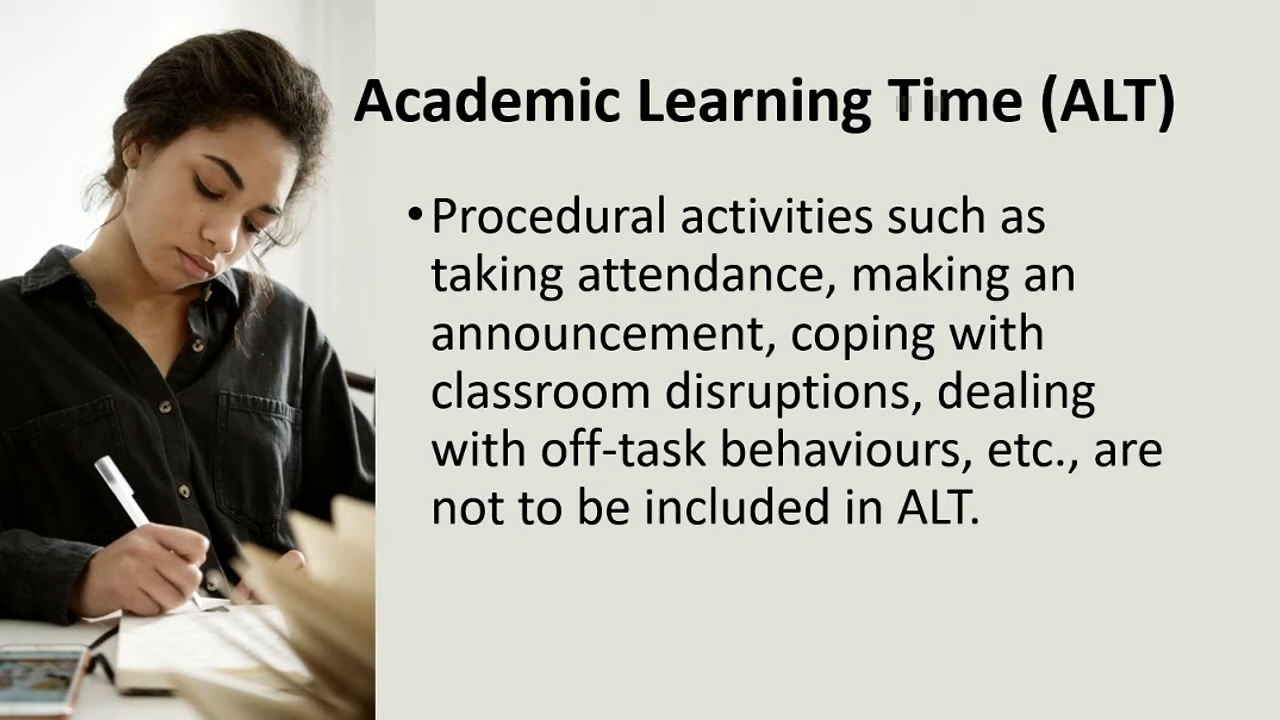 Academic Learning Time (ALT)
•Procedural activities such as
taking attendance, making an
announcement, coping with
classroom disruptions, dealing
with off-task behaviours, etc., are
not to be included in ALT.